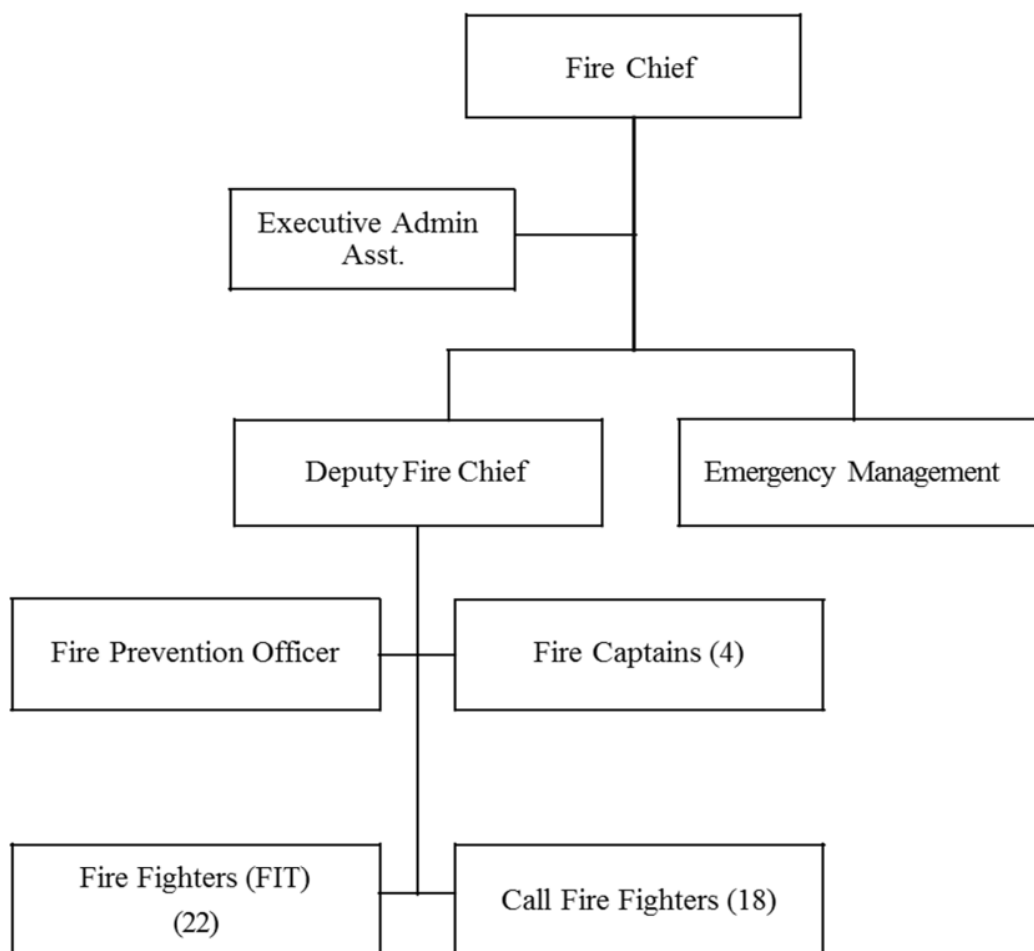 Fire Chief
Executive Admin
Asst.
Deputy Fire Chief
Emergency Management
Fire Prevention Officer
Fire Captains (4)
Fire Fighters (FIT)
(22)
Call Fire Fighters (18)